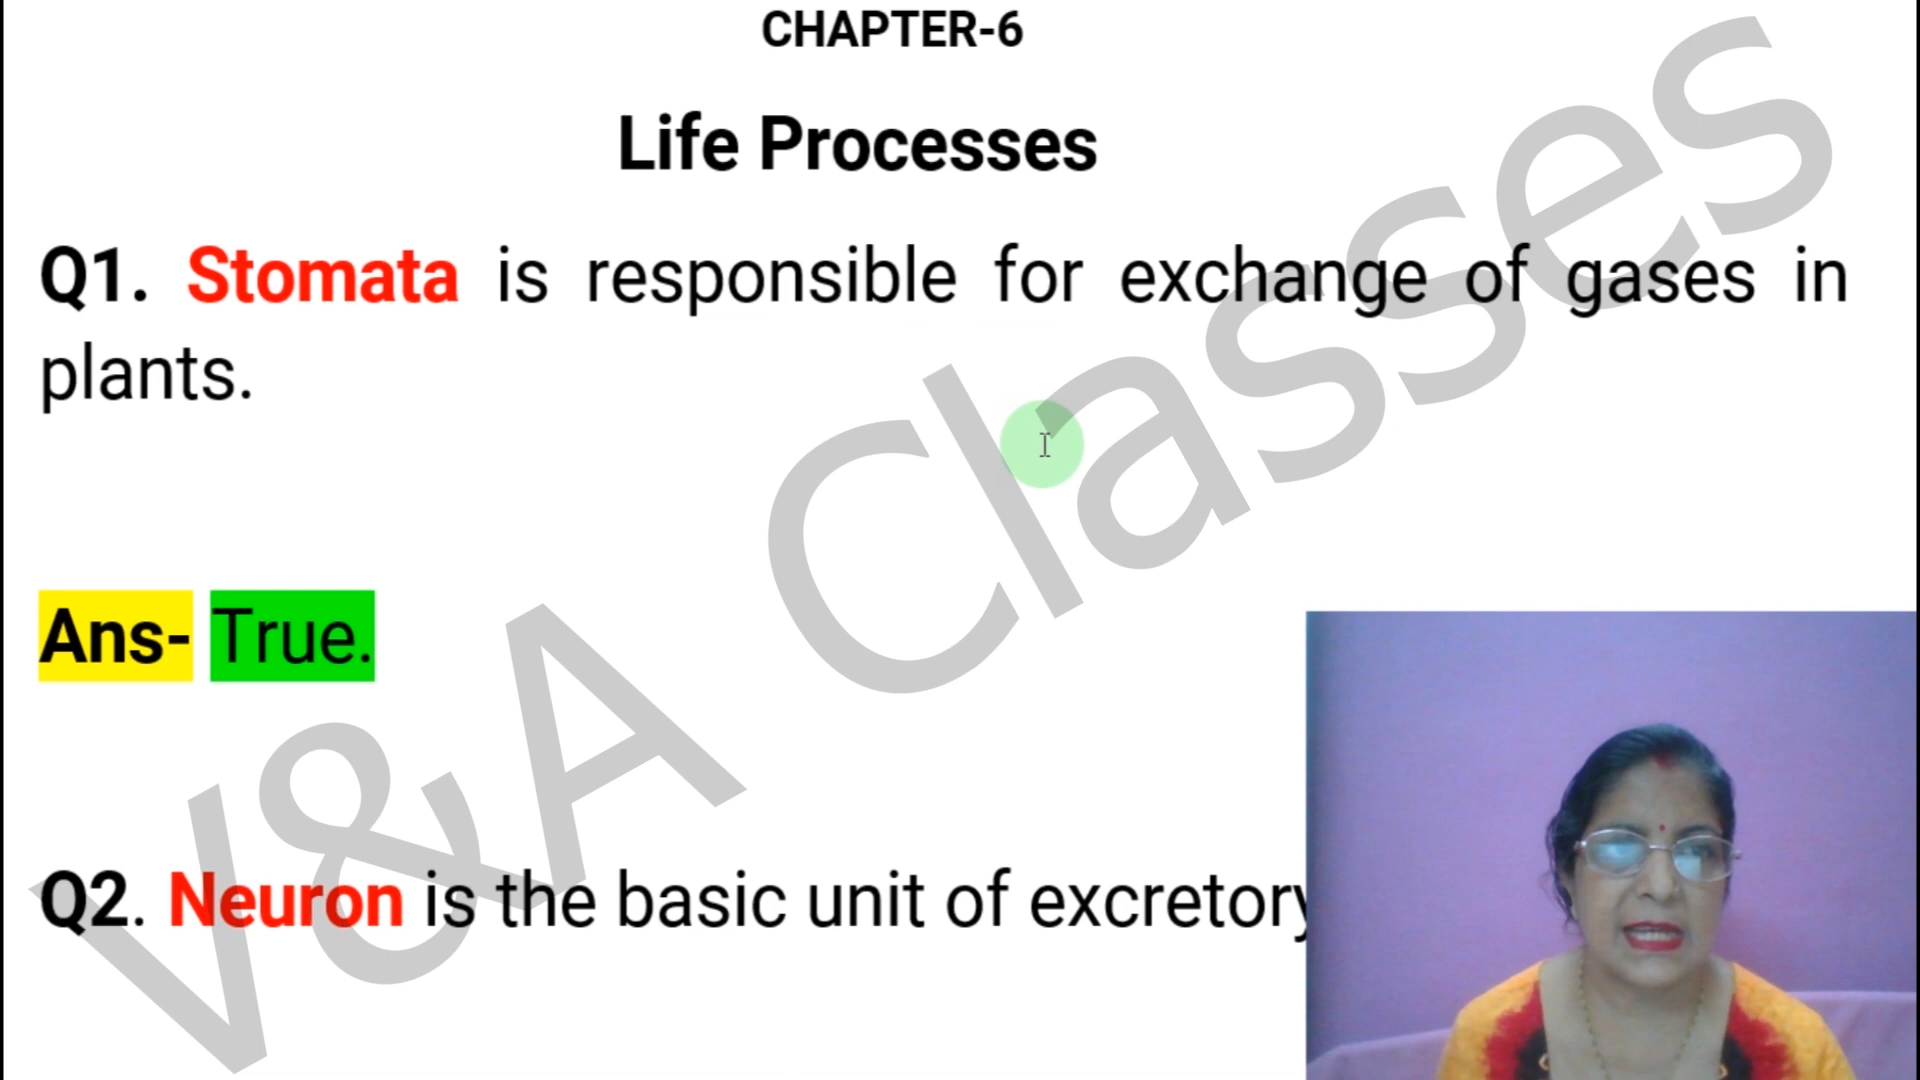 CHAPTER-6
Life Processes
Q1. Stomata is responsible for exchange of gases in
plants.
Ans- True.
Q2. Neuron is the basic unit of excretory
V&A Classes